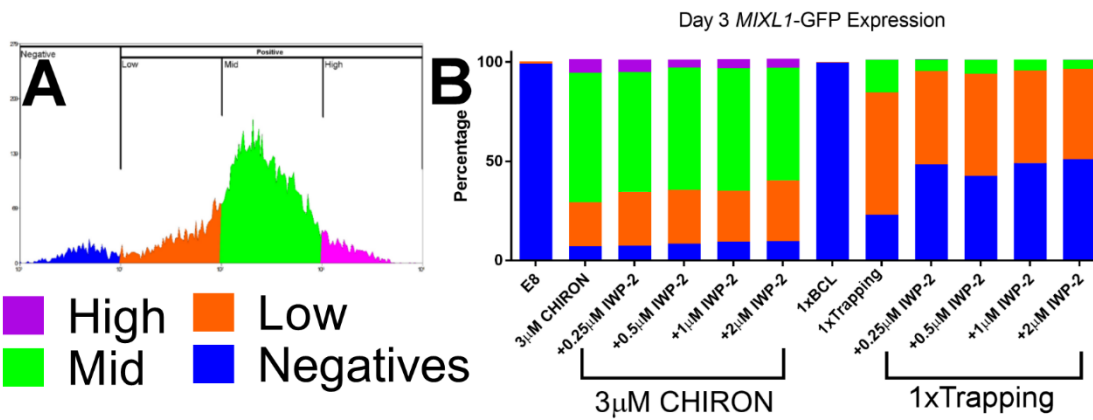 A
Negative
Positive
Low
Mid
High
High
Mid
Low
Negatives
B
Day 3 MIXL1-GFP Expression
Percentage
100
50
0
E8
3μM CHIRON
+0.25μM IWP-2
+0.5μM IWP-2
+1μM IWP-2
+2μM IWP-2
1xBCL
1xTrapping
+0.25μM IWP-2
+0.5μM IWP-2
+1μM IWP-2
+2μM IWP-2
3μM CHIRON
1xTrapping